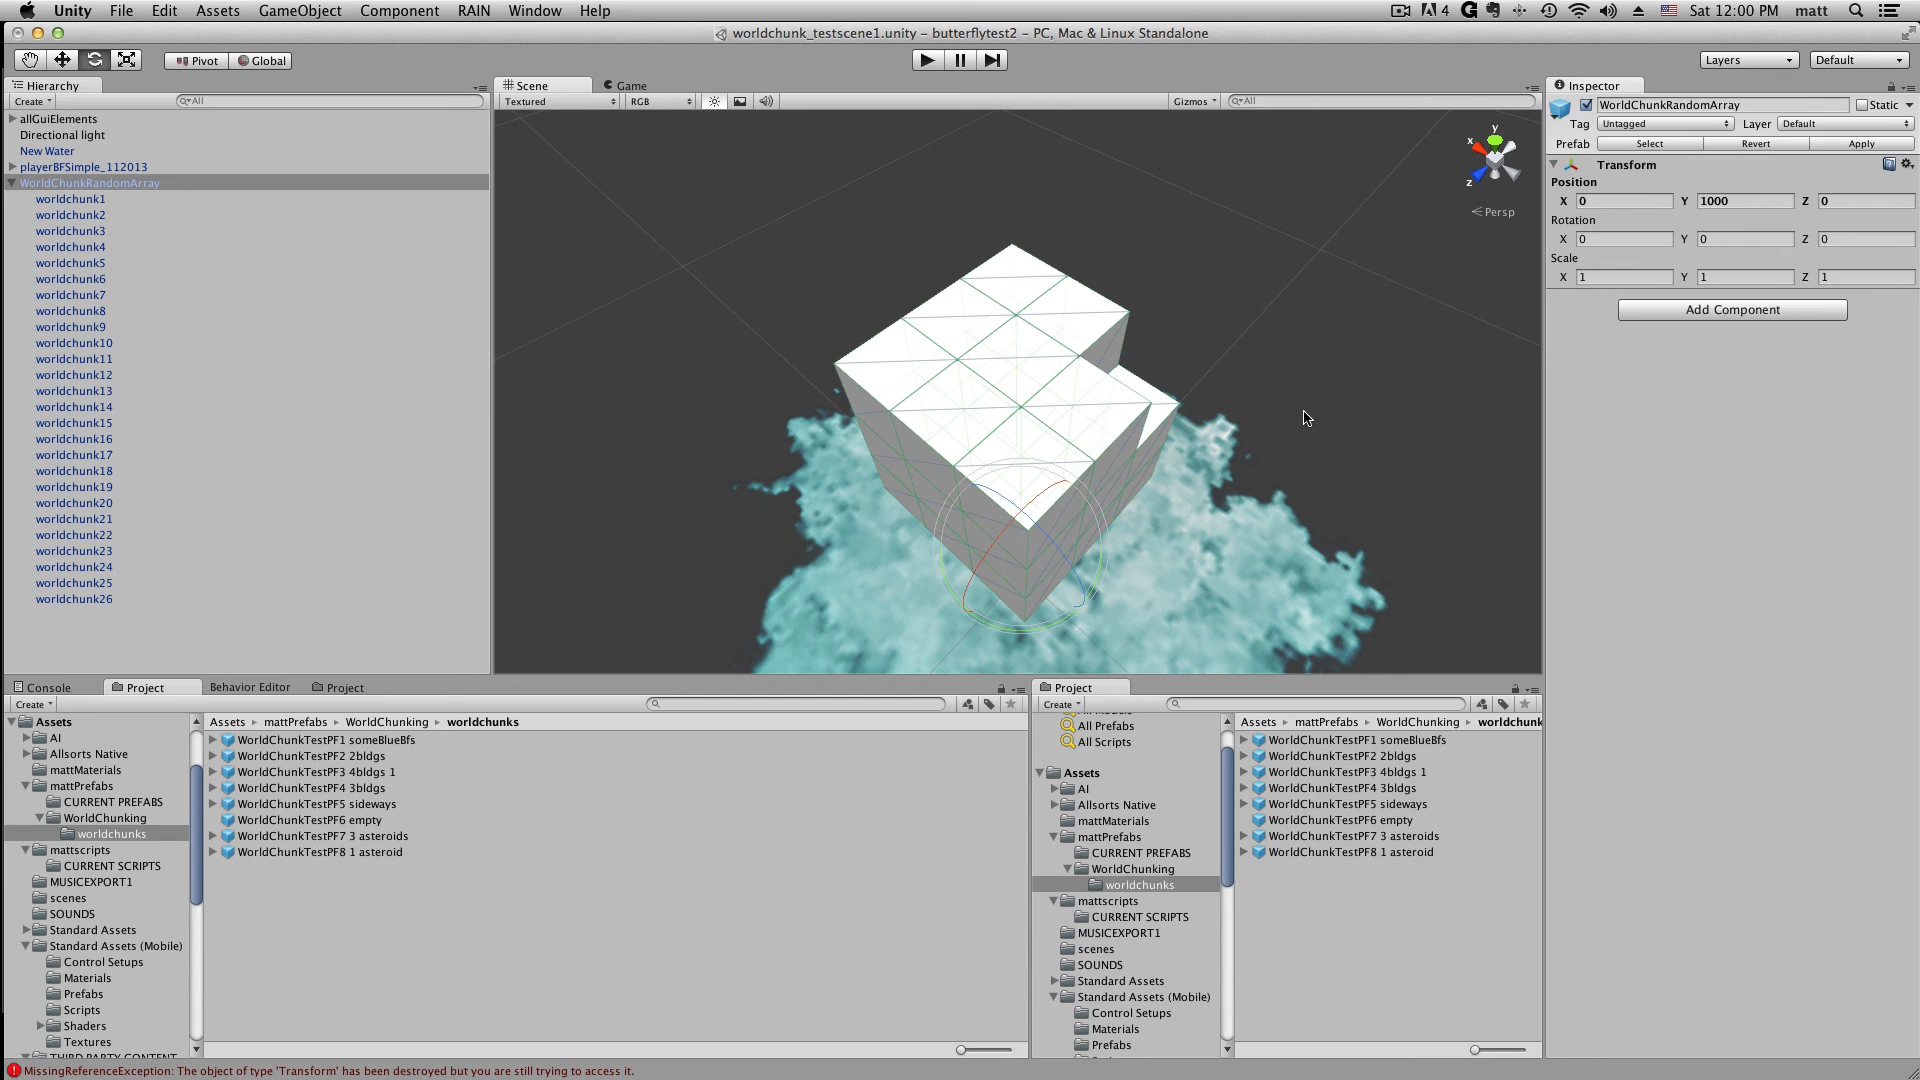 Unity File Edit Assets GameObject Component RAIN Window Help
4 Sat 12:00 PM matt
worldchunk_testscene1.unity – butterflytest2 – PC, Mac & Linux Standalone
Pivot Global Layers Default
Hierarchy
Create All
allGuiElements
Directional light
New Water
playerBFSimple_112013
WorldChunkRandomArray
worldchunk1
worldchunk2
worldchunk3
worldchunk4
worldchunk5
worldchunk6
worldchunk7
worldchunk8
worldchunk9
worldchunk10
worldchunk11
worldchunk12
worldchunk13
worldchunk14
worldchunk15
worldchunk16
worldchunk17
worldchunk18
worldchunk19
worldchunk20
worldchunk21
worldchunk22
worldchunk23
worldchunk24
worldchunk25
worldchunk26
Scene Game
Textured RGB Gizmos All
y
x
z
Persp
Inspector
WorldChunkRandomArray Static
Tag Untagged Layer Default
Prefab Select Revert Apply
Transform
Position
X 0 Y 1000 Z 0
Rotation
X 0 Y 0 Z 0
Scale
X 1 Y 1 Z 1
Add Component
Console Project Behavior Editor Project
Create
Assets
AI
Allsorts Native
mattMaterials
mattPrefabs
CURRENT PREFABS
WorldChunking
worldchunks
mattscripts
CURRENT SCRIPTS
MUSICEXPORT1
scenes
SOUNDS
Standard Assets
Standard Assets (Mobile)
Control Setups
Materials
Prefabs
Scripts
Shaders
Textures
THIRD PARTY CONTENT
Assets mattPrefabs WorldChunking worldchunks
WorldChunkTestPF1 someBlueBfs
WorldChunkTestPF2 2bldgs
WorldChunkTestPF3 4bldgs 1
WorldChunkTestPF4 3bldgs
WorldChunkTestPF5 sideways
WorldChunkTestPF6 empty
WorldChunkTestPF7 3 asteroids
WorldChunkTestPF8 1 asteroid
Project
Create
All Prefabs
All Scripts
Assets
AI
Allsorts Native
mattMaterials
mattPrefabs
CURRENT PREFABS
WorldChunking
worldchunks
mattscripts
CURRENT SCRIPTS
MUSICEXPORT1
scenes
SOUNDS
Standard Assets
Standard Assets (Mobile)
Control Setups
Materials
Prefabs
Assets mattPrefabs WorldChunking worldchunk
WorldChunkTestPF1 someBlueBfs
WorldChunkTestPF2 2bldgs
WorldChunkTestPF3 4bldgs 1
WorldChunkTestPF4 3bldgs
WorldChunkTestPF5 sideways
WorldChunkTestPF6 empty
WorldChunkTestPF7 3 asteroids
WorldChunkTestPF8 1 asteroid
MissingReferenceException: The object of type 'Transform' has been destroyed but you are still trying to access it.